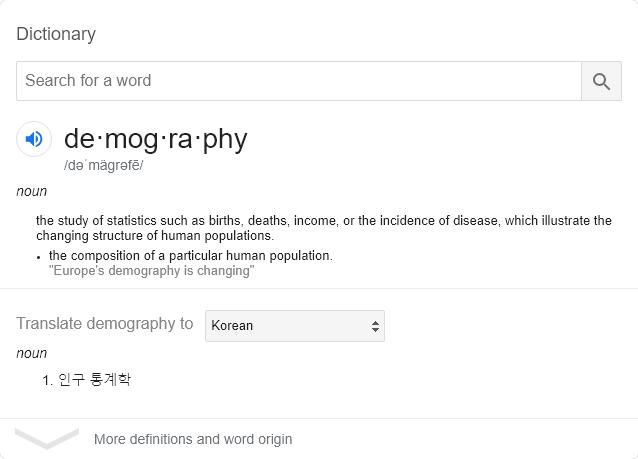 Dictionary
Search for a word
de·mog·ra·phy
/dəˈmäɡrəfē/
noun
the study of statistics such as births, deaths, income, or the incidence of disease, which illustrate the
changing structure of human populations.
• the composition of a particular human population.
"Europe's demography is changing"
Translate demography to Korean
noun
1. 인구 통계학
More definitions and word origin